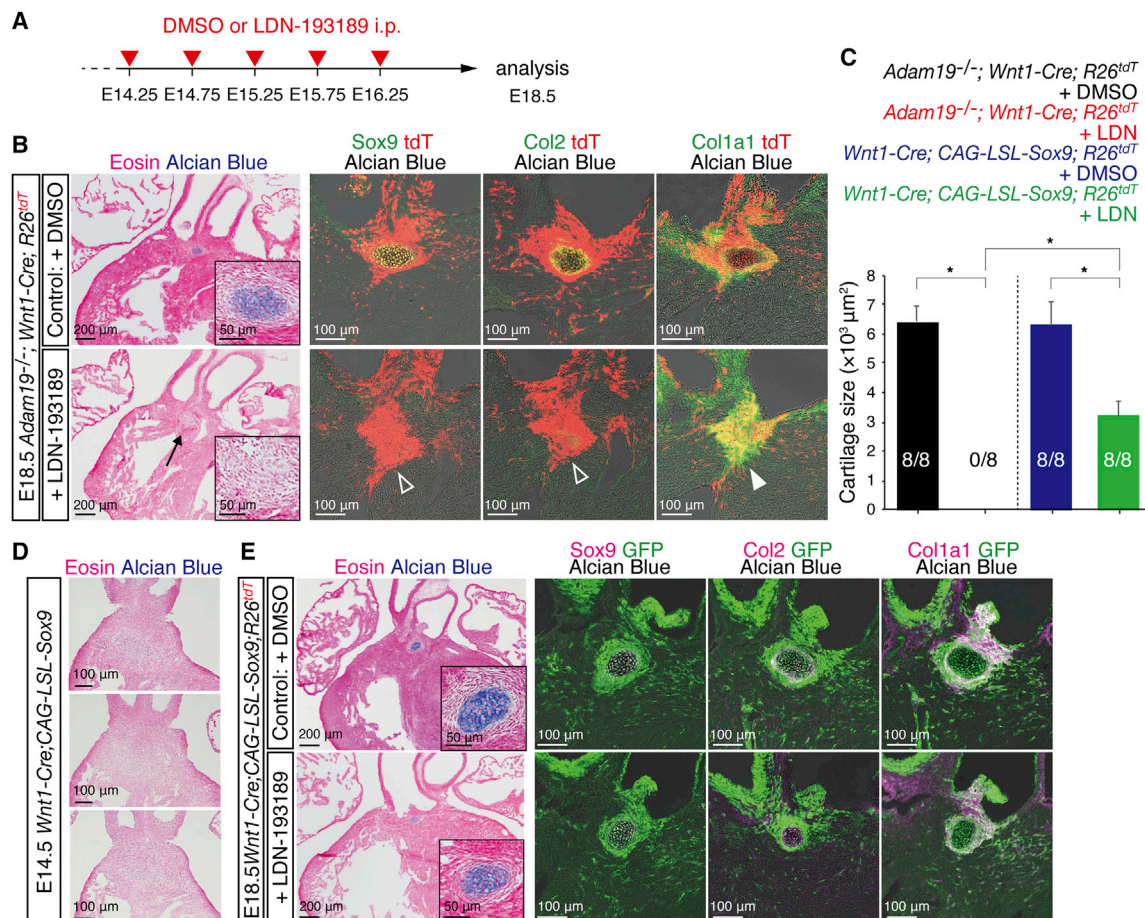 A
DMSO or LDN-193189 i.p.
E14.25 E14.75 E15.25 E15.75 E16.25
analysis
E18.5
B
E18.5 Adam19-/-; Wnt1-Cre; R26tdT
Control: + DMSO
+ LDN-193189
Eosin Alcian Blue
Sox9 tdT
Alcian Blue
Col2 tdT
Alcian Blue
Col1a1 tdT
Alcian Blue
200 µm
50 µm
100 µm
100 µm
100 µm
200 µm
50 µm
100 µm
100 µm
100 µm
C
Adam19-/-; Wnt1-Cre; R26tdT
+ DMSO
Adam19-/-; Wnt1-Cre; R26tdT
+ LDN
Wnt1-Cre; CAG-LSL-Sox9; R26tdT
+ DMSO
Wnt1-Cre; CAG-LSL-Sox9; R26tdT
+ LDN
*
* *
Cartilage size (×10³ µm²)
8
7
6
5
4
3
2
1
0
8/8 0/8 8/8 8/8
D
E14.5 Wnt1-Cre;CAG-LSL-Sox9
Eosin Alcian Blue
100 µm
100 µm
100 µm
E
E18.5Wnt1-Cre;CAG-LSL-Sox9;R26tdT
Control: + DMSO
+ LDN-193189
Eosin Alcian Blue
Sox9 GFP
Alcian Blue
Col2 GFP
Alcian Blue
Col1a1 GFP
Alcian Blue
200 µm
50 µm
100 µm
100 µm
100 µm
200 µm
50 µm
100 µm
100 µm
100 µm